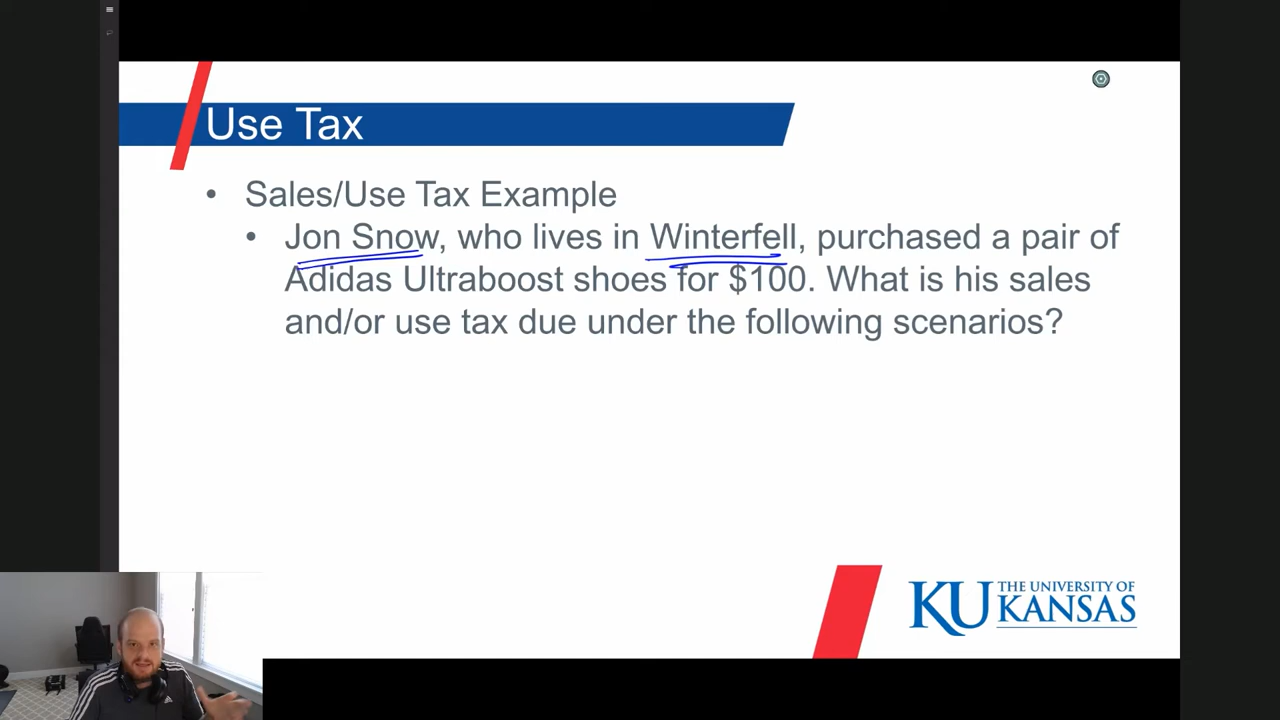 Use Tax
• Sales/Use Tax Example
• Jon Snow, who lives in Winterfell, purchased a pair of
Adidas Ultraboost shoes for $100. What is his sales
and/or use tax due under the following scenarios?
KU THE UNIVERSITY OF
KANSAS